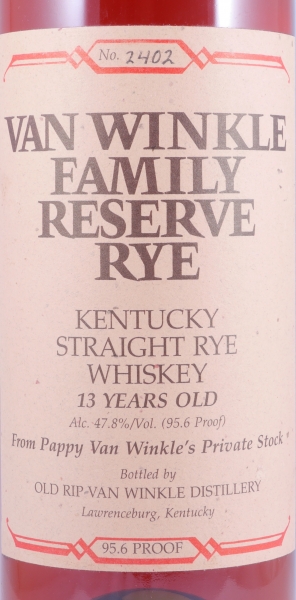 No. 2402
VAN WINKLE
FAMILY
RESERVE
RYE
KENTUCKY
STRAIGHT RYE
WHISKEY
13 YEARS OLD
Alc. 47.8%/Vol. (95.6 Proof)
From Pappy Van Winkle's Private Stock
Bottled by
OLD RIP-VAN WINKLE DISTILLERY
Lawrenceburg, Kentucky
95.6 PROOF